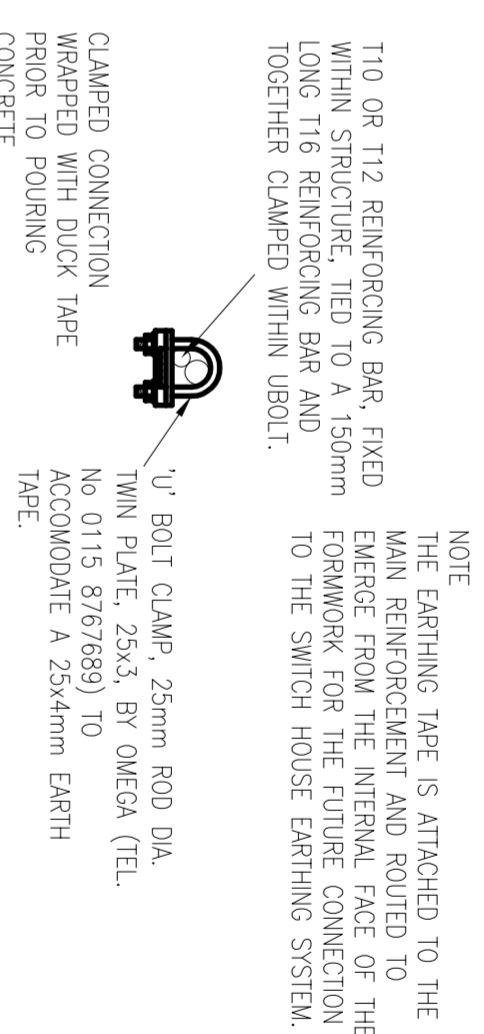 NOTE
THE EARTHING TAPE IS ATTACHED TO THE
MAIN REINFORCEMENT AND ROUTED TO
EMERGE FROM THE INTERNAL FACE OF THE
FORMWORK FOR THE FUTURE CONNECTION
TO THE SWITCH HOUSE EARTHING SYSTEM.
T10 OR T12 REINFORCING BAR, FIXED
WITHIN STRUCTURE, TIED TO A 150mm
LONG T16 REINFORCING BAR AND
TOGETHER CLAMPED WITHIN UBOLT.
'U' BOLT CLAMP, 25mm ROD DIA.
TWIN PLATE, 25x3, BY OMEGA (TEL.
No 0115 8767689) TO
ACCOMODATE A 25x4mm EARTH
TAPE.
CLAMPED CONNECTION
WRAPPED WITH DUCK TAPE
PRIOR TO POURING
CONCRETE